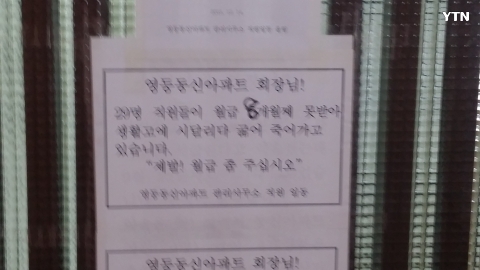 YTN
영등동신아파트 회장님!
29명 직원들이 월급 8개월째 못받아
생활고에 시달리다 굶어 죽어가고
있습니다.
"제발! 월급 좀 주십시오"
영등동신아파트 관리사무소 직원 일동
영등동신아파트 회장님!